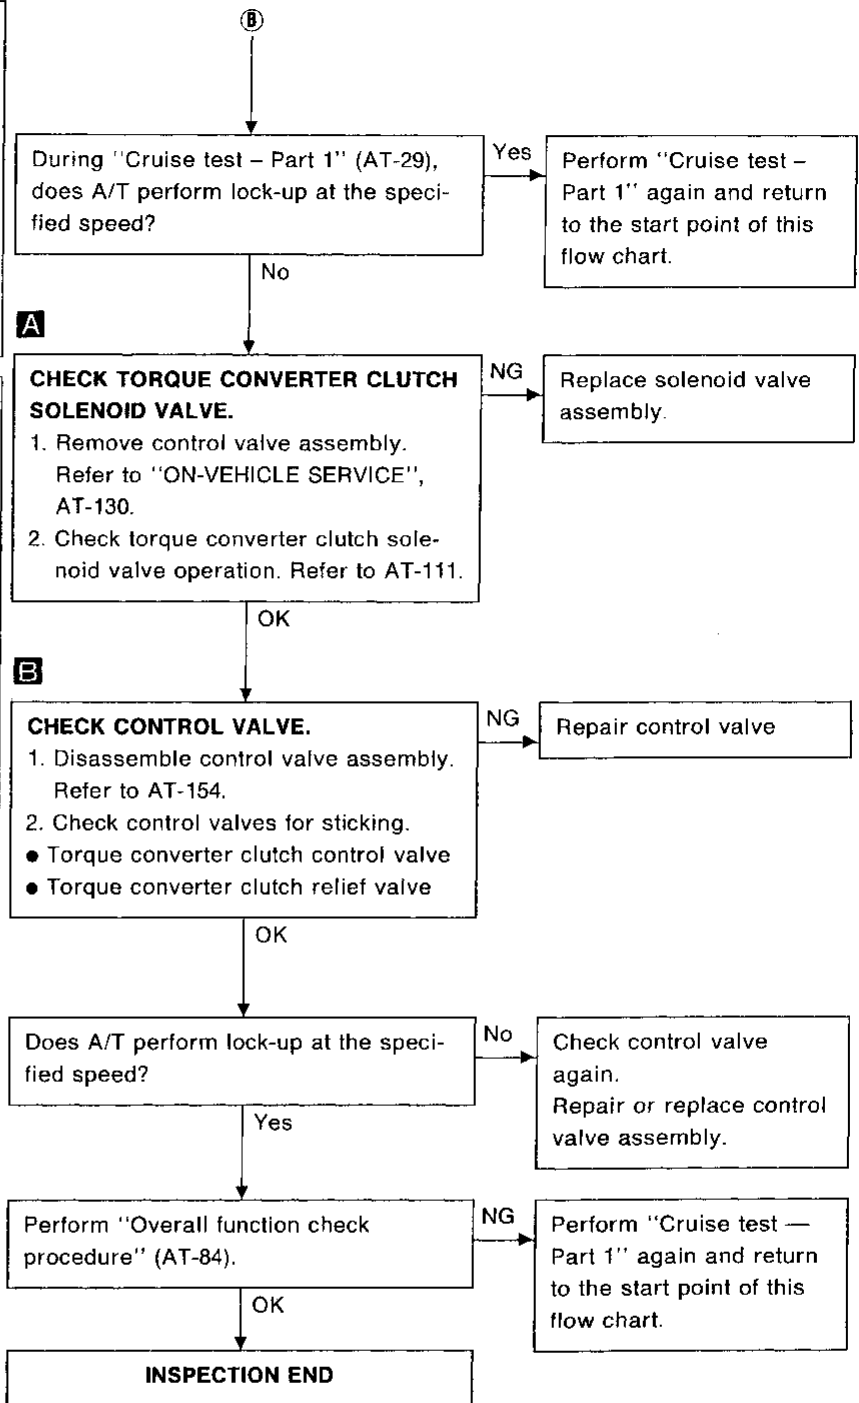 Ⓑ
During "Cruise test – Part 1" (AT-29),
does A/T perform lock-up at the speci-
fied speed?
Yes
Perform "Cruise test –
Part 1" again and return
to the start point of this
flow chart.
No
A
CHECK TORQUE CONVERTER CLUTCH
SOLENOID VALVE.
1. Remove control valve assembly.
Refer to "ON-VEHICLE SERVICE",
AT-130.
2. Check torque converter clutch sole-
noid valve operation. Refer to AT-111.
NG
Replace solenoid valve
assembly.
OK
B
CHECK CONTROL VALVE.
1. Disassemble control valve assembly.
Refer to AT-154.
2. Check control valves for sticking.
● Torque converter clutch control valve
● Torque converter clutch relief valve
NG
Repair control valve
OK
Does A/T perform lock-up at the speci-
fied speed?
No
Check control valve
again.
Repair or replace control
valve assembly.
Yes
Perform "Overall function check
procedure" (AT-84).
NG
Perform "Cruise test —
Part 1" again and return
to the start point of this
flow chart.
OK
INSPECTION END